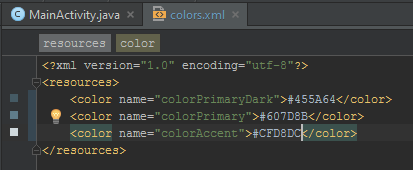 MainActivity.java
colors.xml
resources
color
<?xml version="1.0" encoding="utf-8"?>
<resources>
<color name="colorPrimaryDark">#455A64</color>
<color name="colorPrimary">#607D8B</color>
<color name="colorAccent">#CFD8DC</color>
</resources>